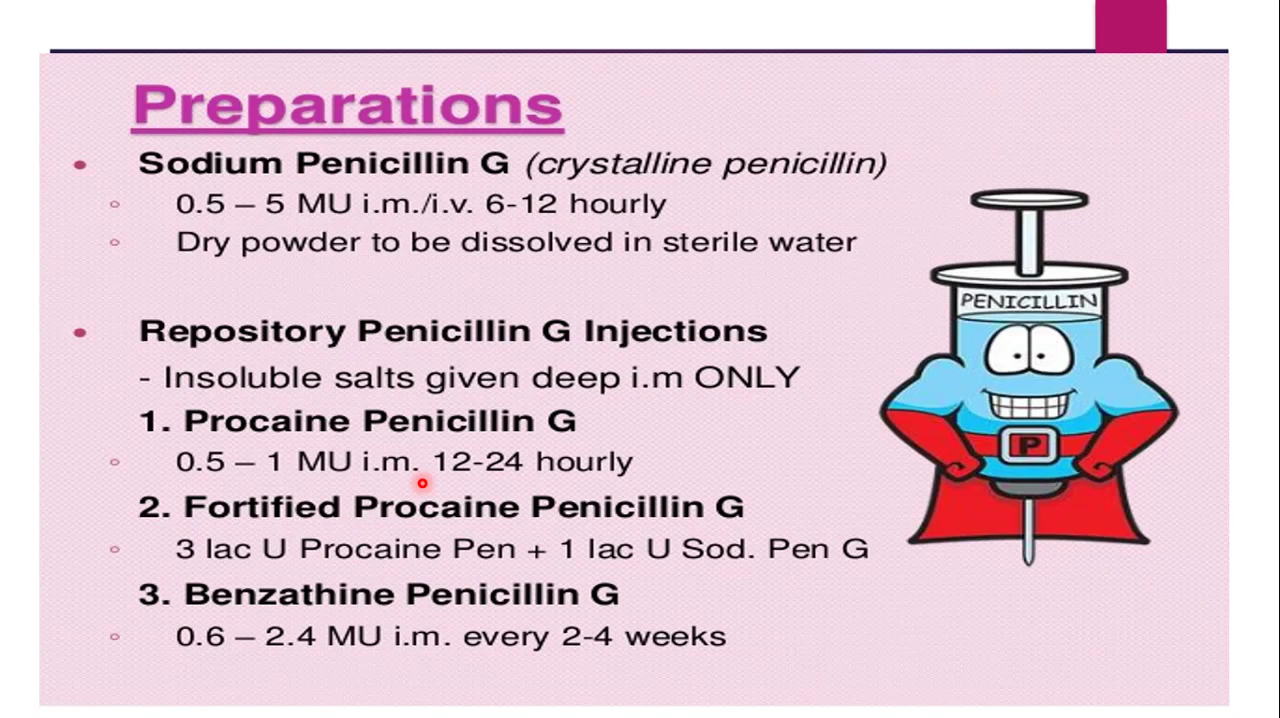 Preparations
• Sodium Penicillin G (crystalline penicillin)
◦ 0.5 – 5 MU i.m./i.v. 6-12 hourly
◦ Dry powder to be dissolved in sterile water
• Repository Penicillin G Injections
- Insoluble salts given deep i.m ONLY
1. Procaine Penicillin G
◦ 0.5 – 1 MU i.m. 12-24 hourly
2. Fortified Procaine Penicillin G
◦ 3 lac U Procaine Pen + 1 lac U Sod. Pen G
3. Benzathine Penicillin G
◦ 0.6 – 2.4 MU i.m. every 2-4 weeks
PENICILLIN
P